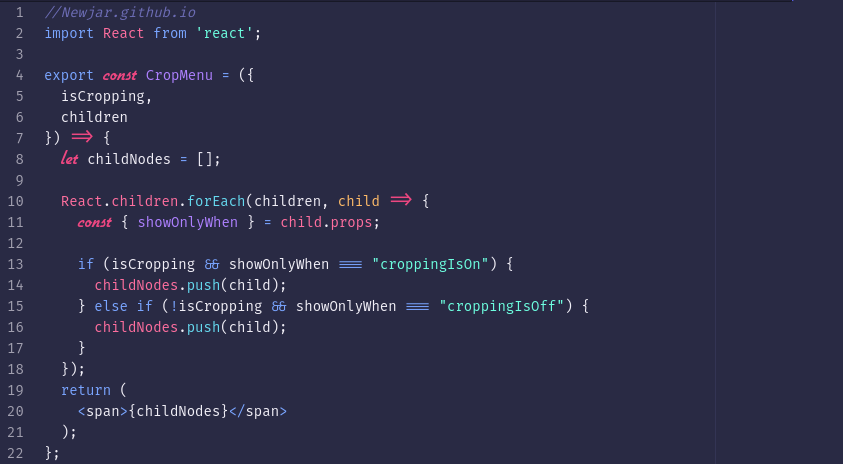 1 //Newjar.github.io
2 import React from 'react';
3
4 export const CropMenu = ({
5   isCropping,
6   children
7 }) => {
8   let childNodes = [];
9
10   React.children.forEach(children, child => {
11     const { showOnlyWhen } = child.props;
12
13     if (isCropping && showOnlyWhen === "croppingIsOn") {
14       childNodes.push(child);
15     } else if (!isCropping && showOnlyWhen === "croppingIsOff") {
16       childNodes.push(child);
17     }
18   });
19   return (
20     <span>{childNodes}</span>
21   );
22 };